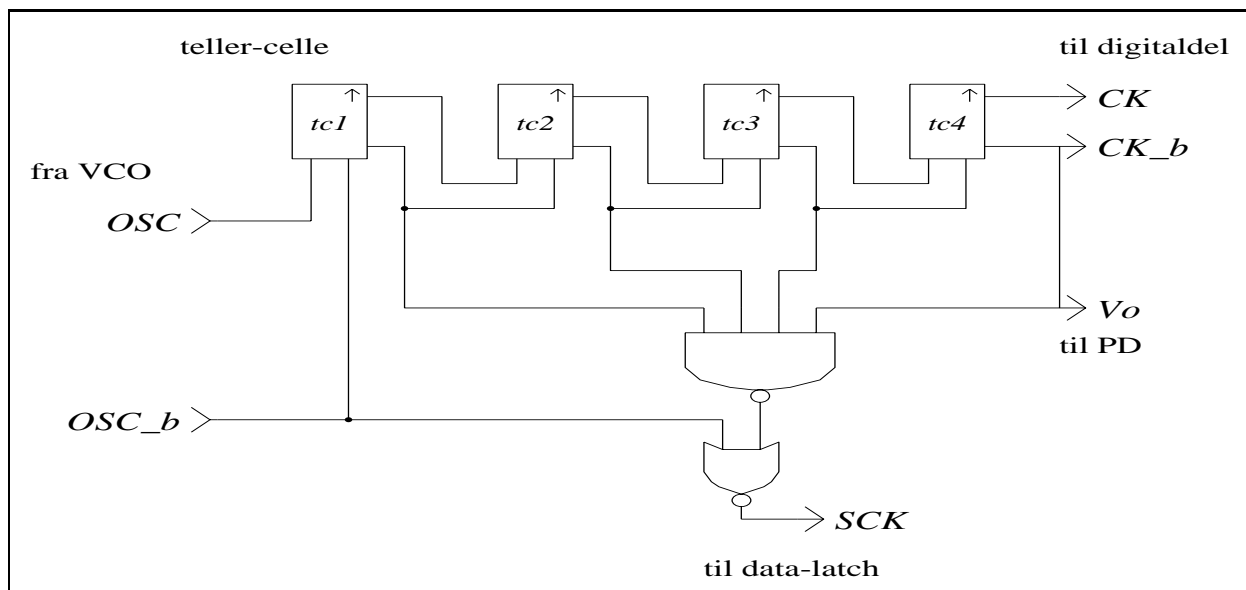 teller-celle
til digitaldel
tc1
tc2
tc3
tc4
CK
CK_b
fra VCO
OSC
Vo
til PD
OSC_b
SCK
til data-latch